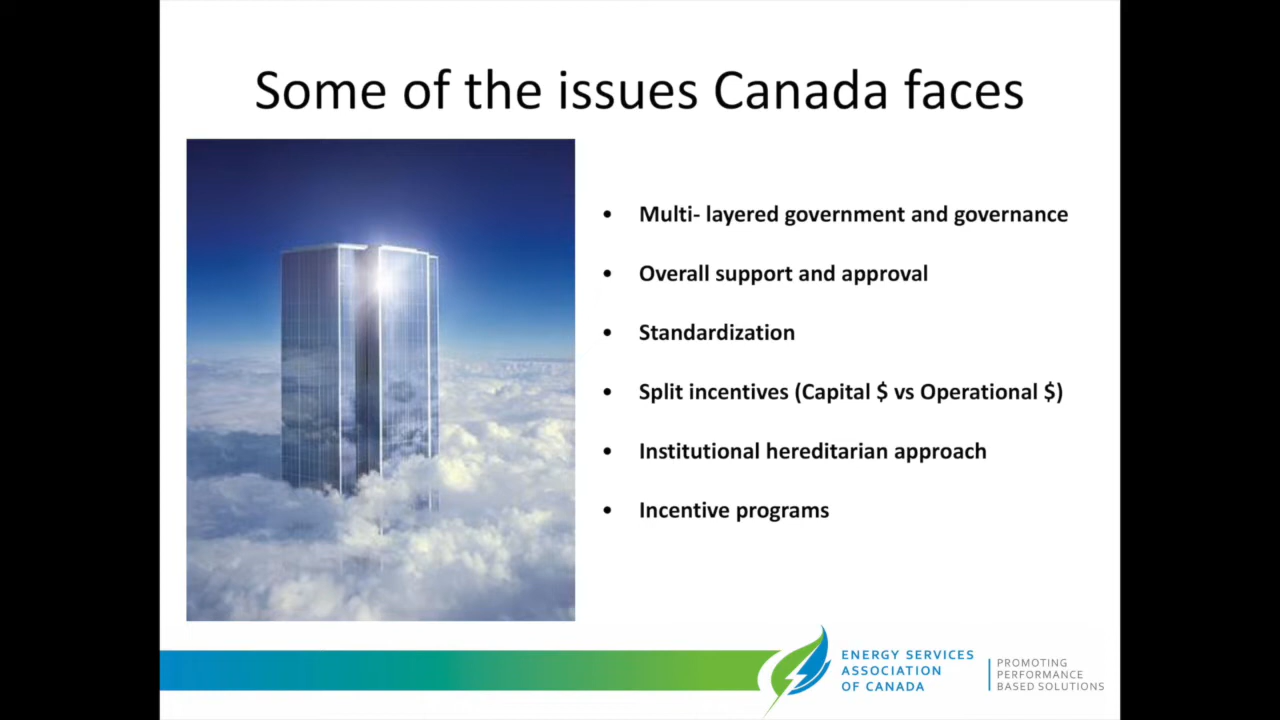 Some of the issues Canada faces
• Multi- layered government and governance
• Overall support and approval
• Standardization
• Split incentives (Capital $ vs Operational $)
• Institutional hereditarian approach
• Incentive programs
ENERGY SERVICES
ASSOCIATION
OF CANADA
PROMOTING
PERFORMANCE
BASED SOLUTIONS